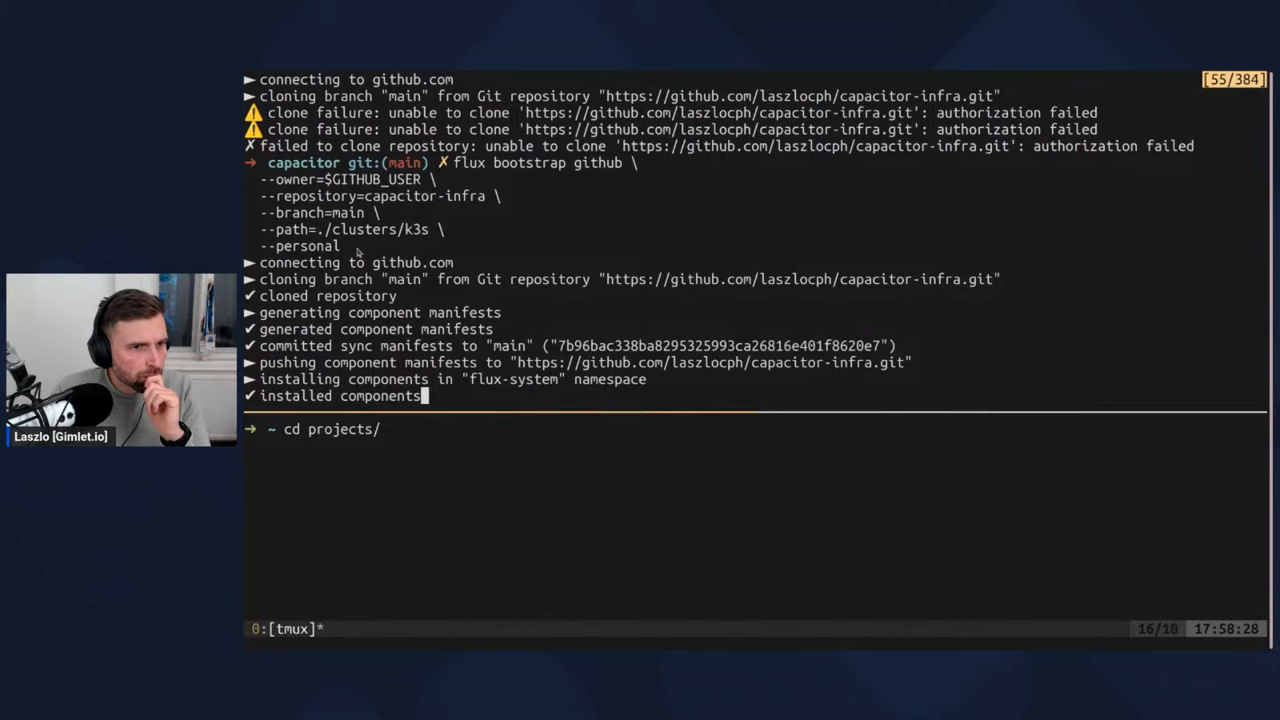 [55/384]
► connecting to github.com
► cloning branch "main" from Git repository "https://github.com/laszlocph/capacitor-infra.git"
⚠ clone failure: unable to clone 'https://github.com/laszlocph/capacitor-infra.git': authorization failed
⚠ clone failure: unable to clone 'https://github.com/laszlocph/capacitor-infra.git': authorization failed
✗ failed to clone repository: unable to clone 'https://github.com/laszlocph/capacitor-infra.git': authorization failed
➜ capacitor git:(main) ✗ flux bootstrap github \
--owner=$GITHUB_USER \
--repository=capacitor-infra \
--branch=main \
--path=./clusters/k3s \
--personal
► connecting to github.com
► cloning branch "main" from Git repository "https://github.com/laszlocph/capacitor-infra.git"
✔ cloned repository
► generating component manifests
✔ generated component manifests
✔ committed sync manifests to "main" ("7b96bac338ba8295325993ca26816e401f8620e7")
► pushing component manifests to "https://github.com/laszlocph/capacitor-infra.git"
► installing components in "flux-system" namespace
✔ installed components
➜ ~ cd projects/
Laszlo [Gimlet.io]
0:[tmux]* 16/10 17:58:28